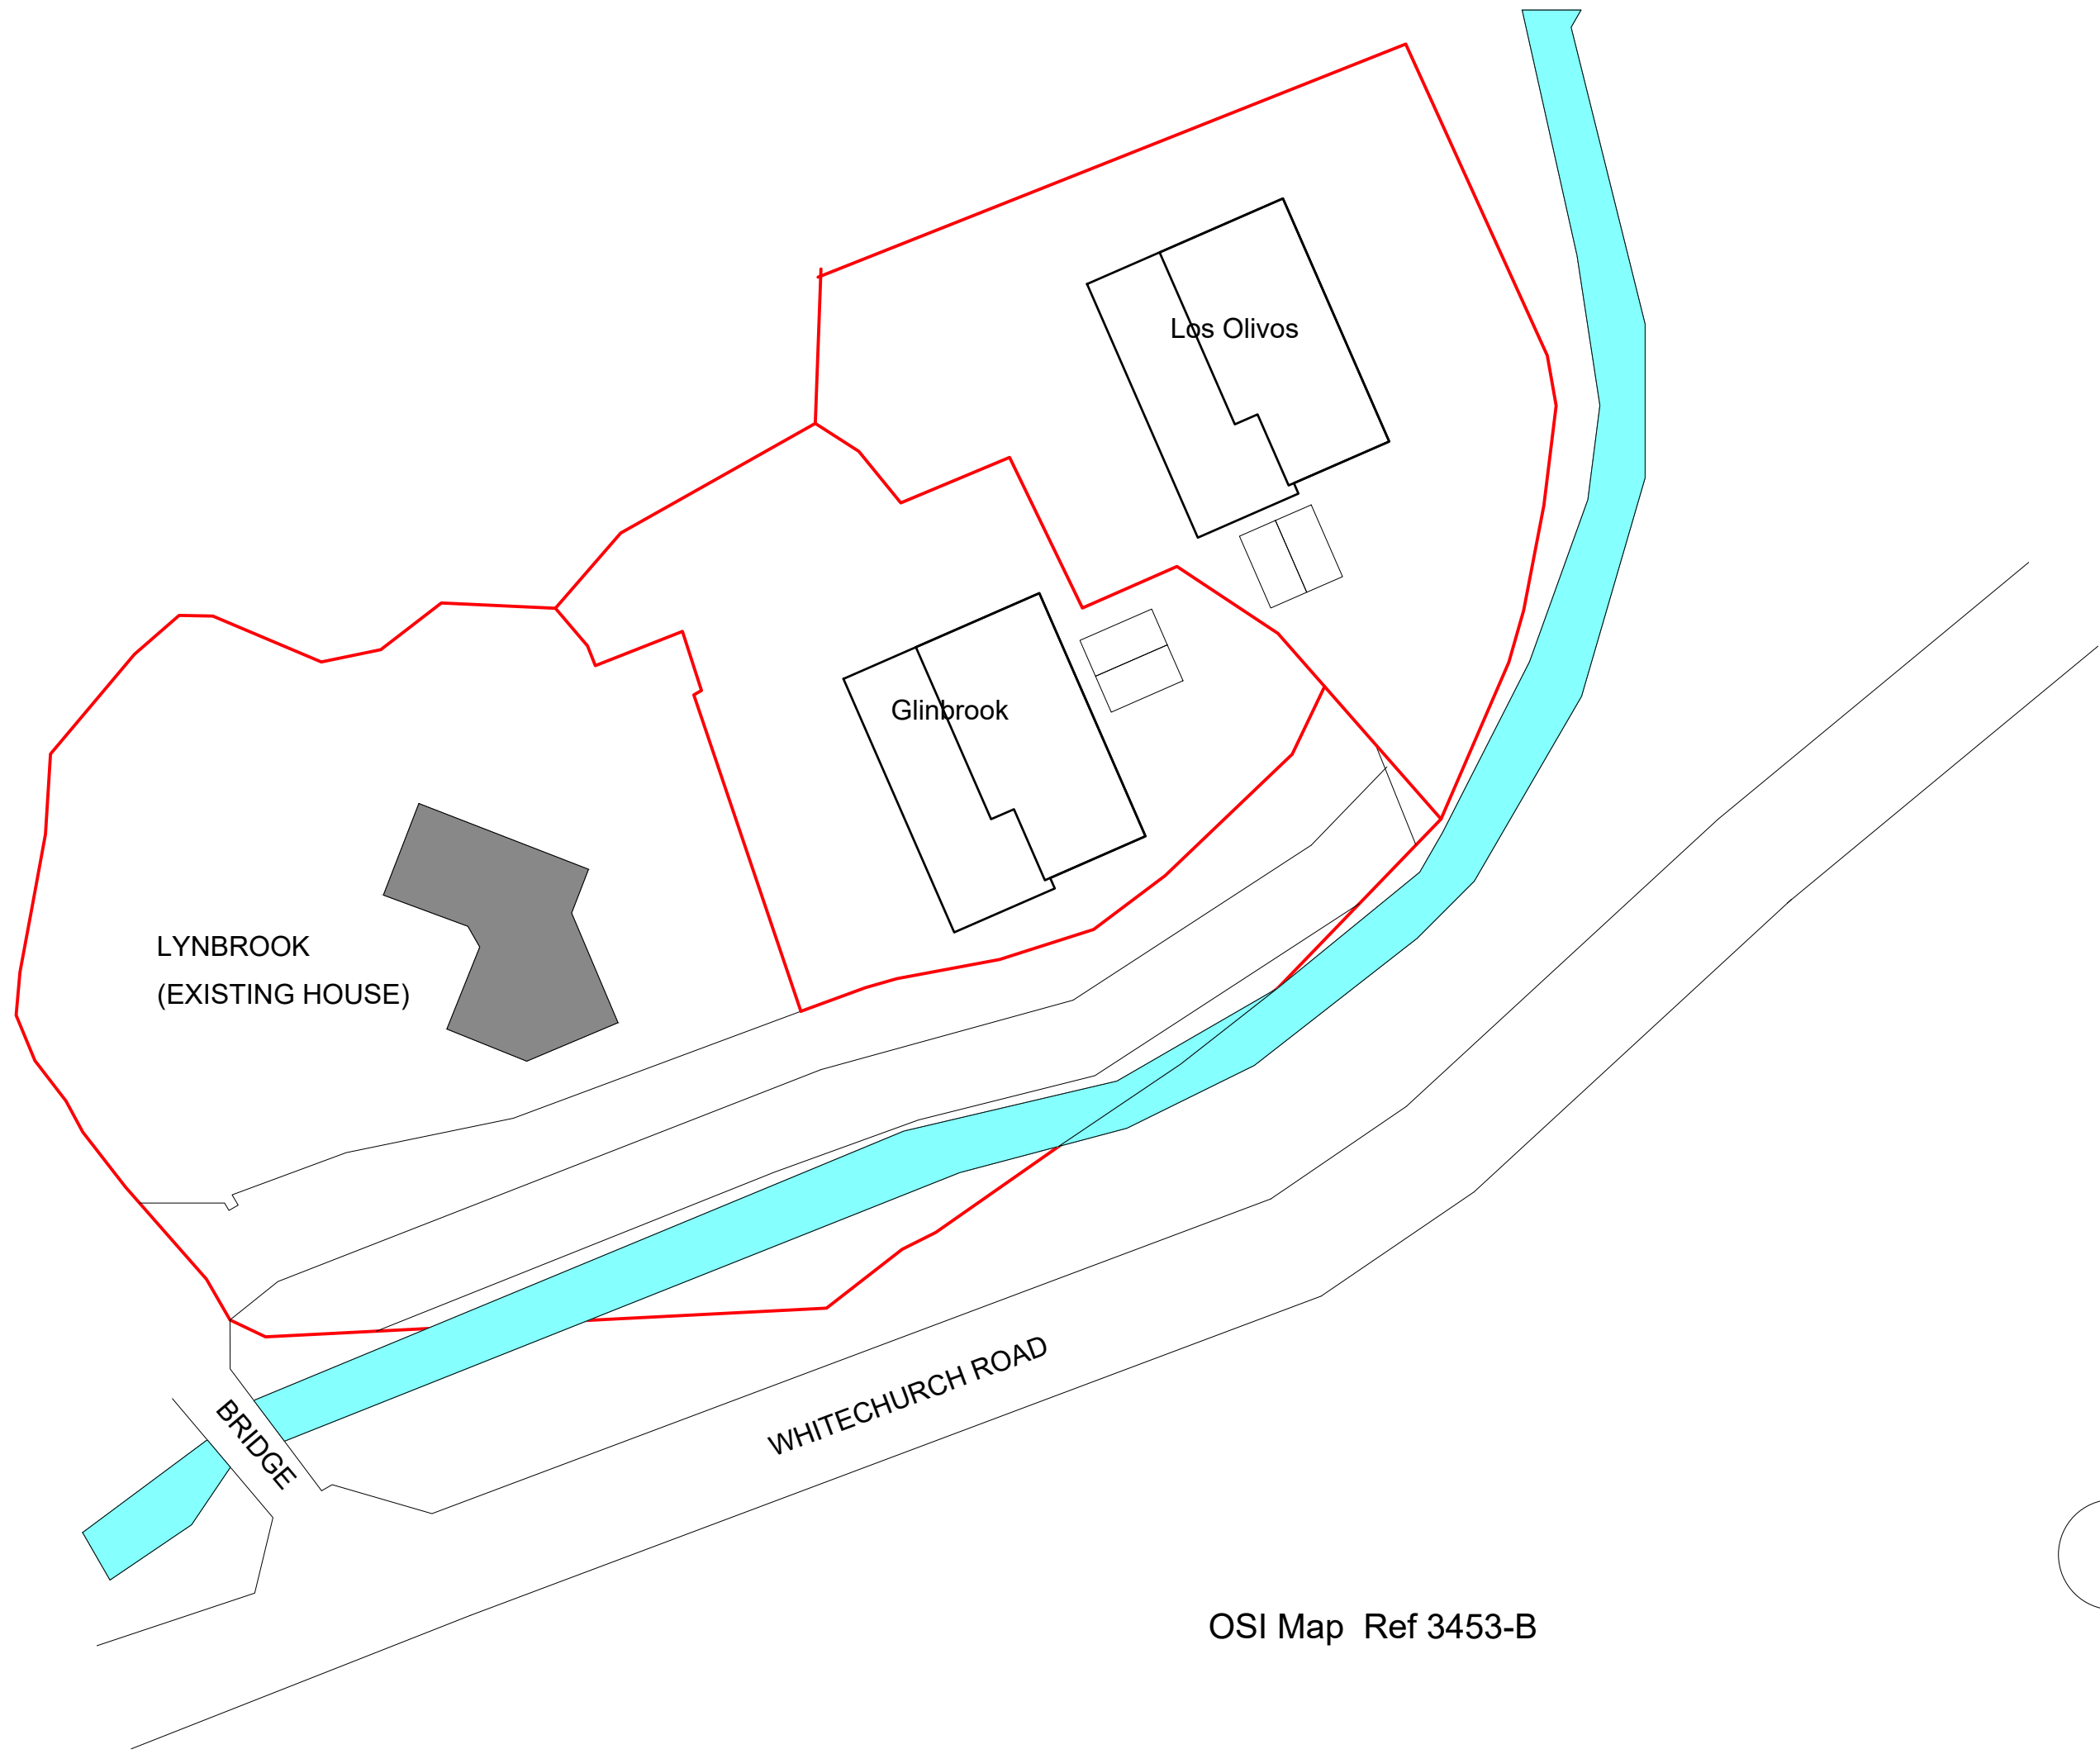 Los Olivos
Glinbrook
LYNBROOK
(EXISTING HOUSE)
WHITECHURCH ROAD
BRIDGE
OSI Map  Ref 3453-B